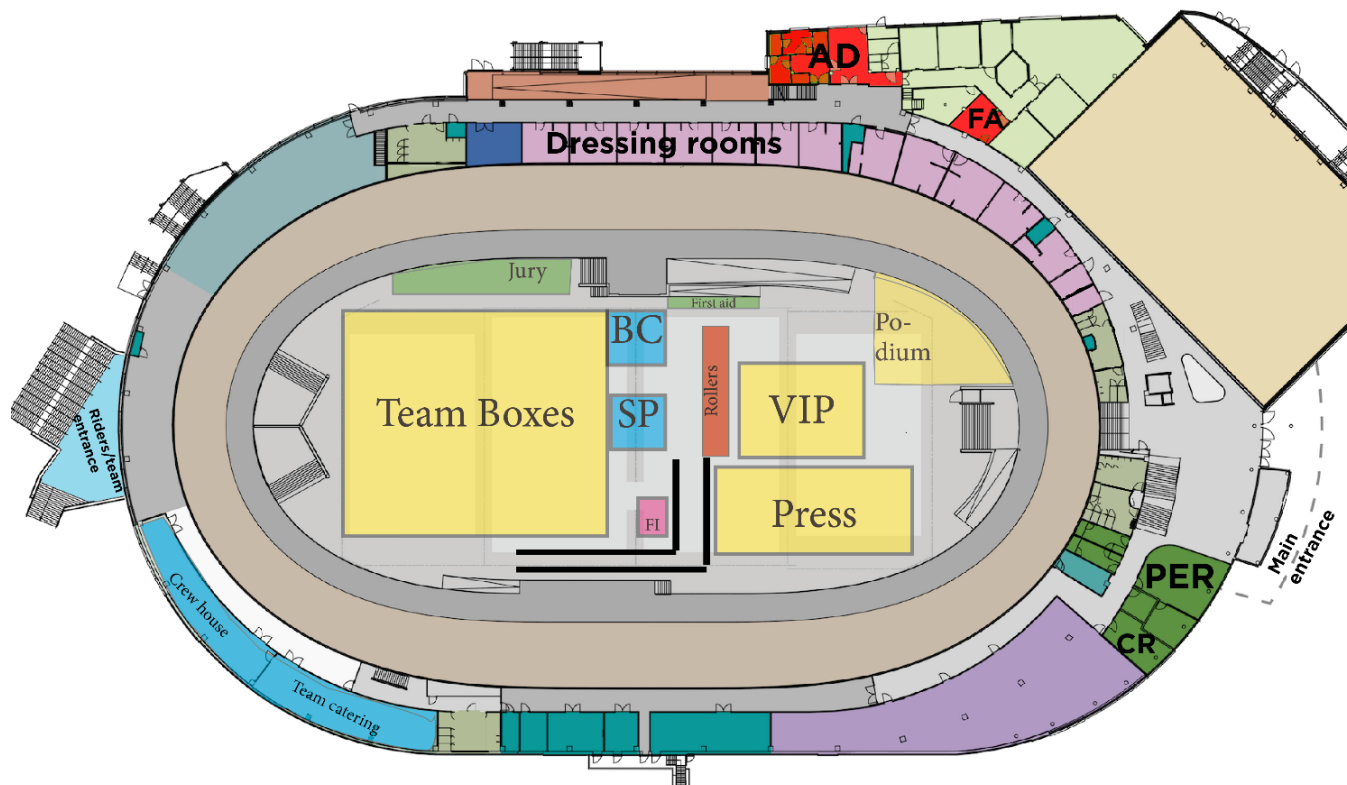 AD
FA
Dressing rooms
Jury
First aid
BC
Po-
dium
Rollers
Team Boxes
SP
VIP
Riders/team
entrance
Press
FI
Main
entrance
PER
CR
Crew house
Team catering